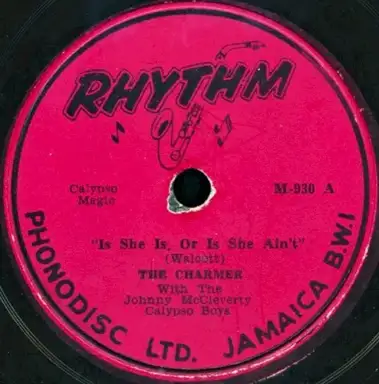 RHYTHM
Calypso
Magic
M-930 A
"Is She Is, Or Is She Ain't"
(Walcott)
THE CHARMER
With The
Johnny McCleverty
Calypso Boys
PHONODISC LTD. JAMAICA B.W.I